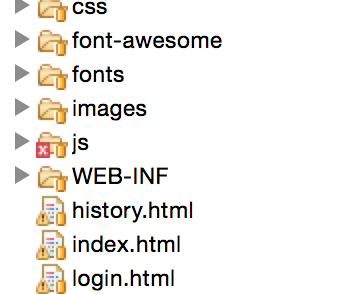 css
font-awesome
fonts
images
js
WEB-INF
history.html
index.html
login.html